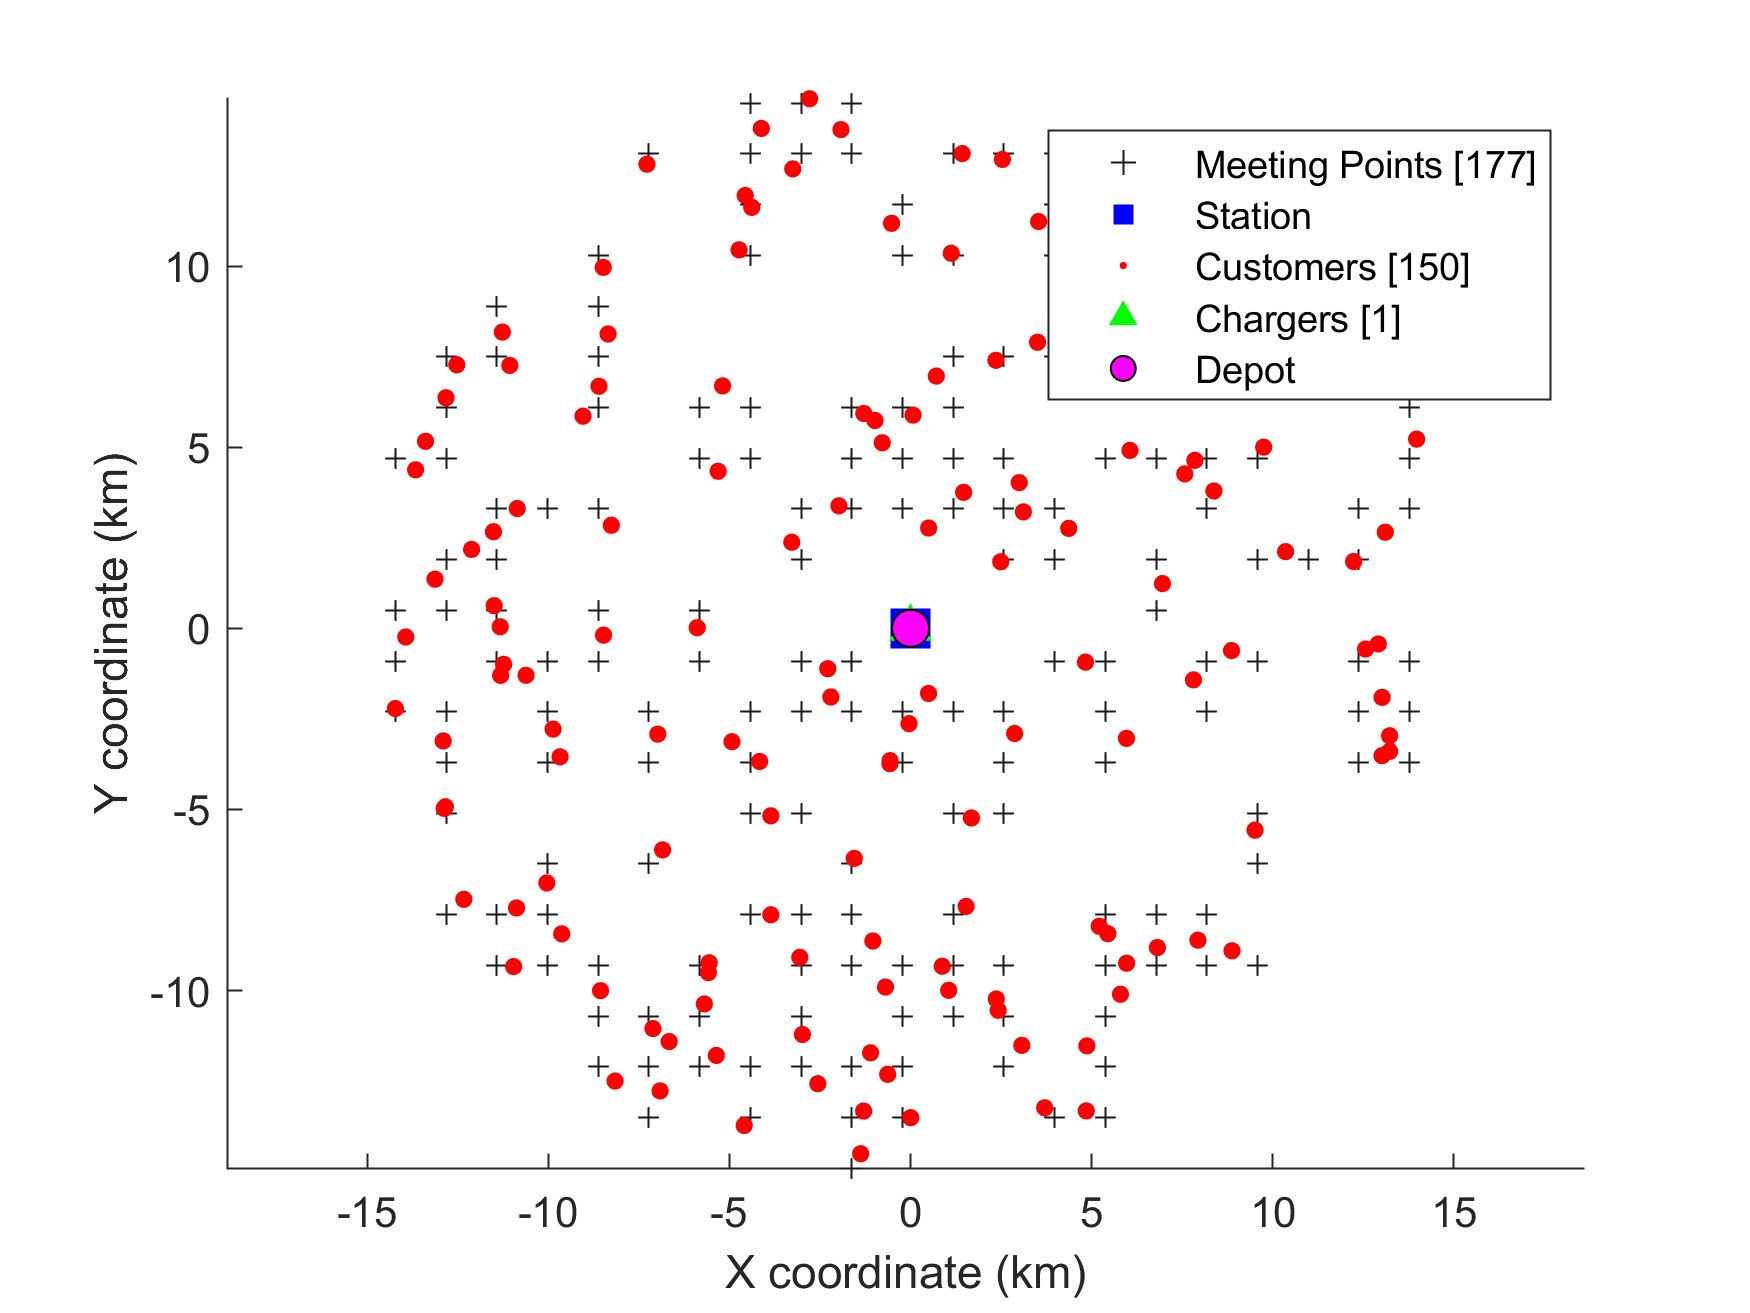 Meeting Points [177]
Station
Customers [150]
Chargers [1]
Depot
10
5
0
-5
-10
Y coordinate (km)
-15
-10
-5
0
5
10
15
X coordinate (km)